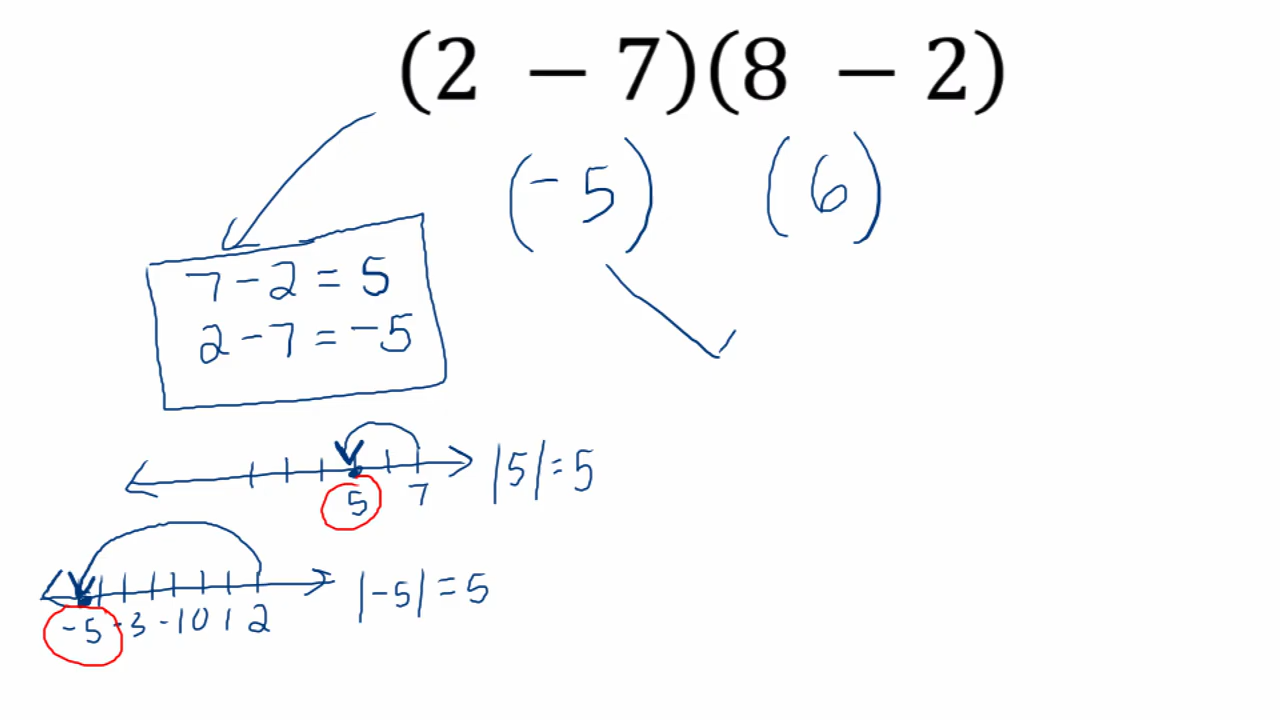 (2 − 7)(8 − 2)
(-5) (6)
7-2=5
2-7=-5
5 7 |5|=5
-5 -3 -1 0 1 2 |-5|=5